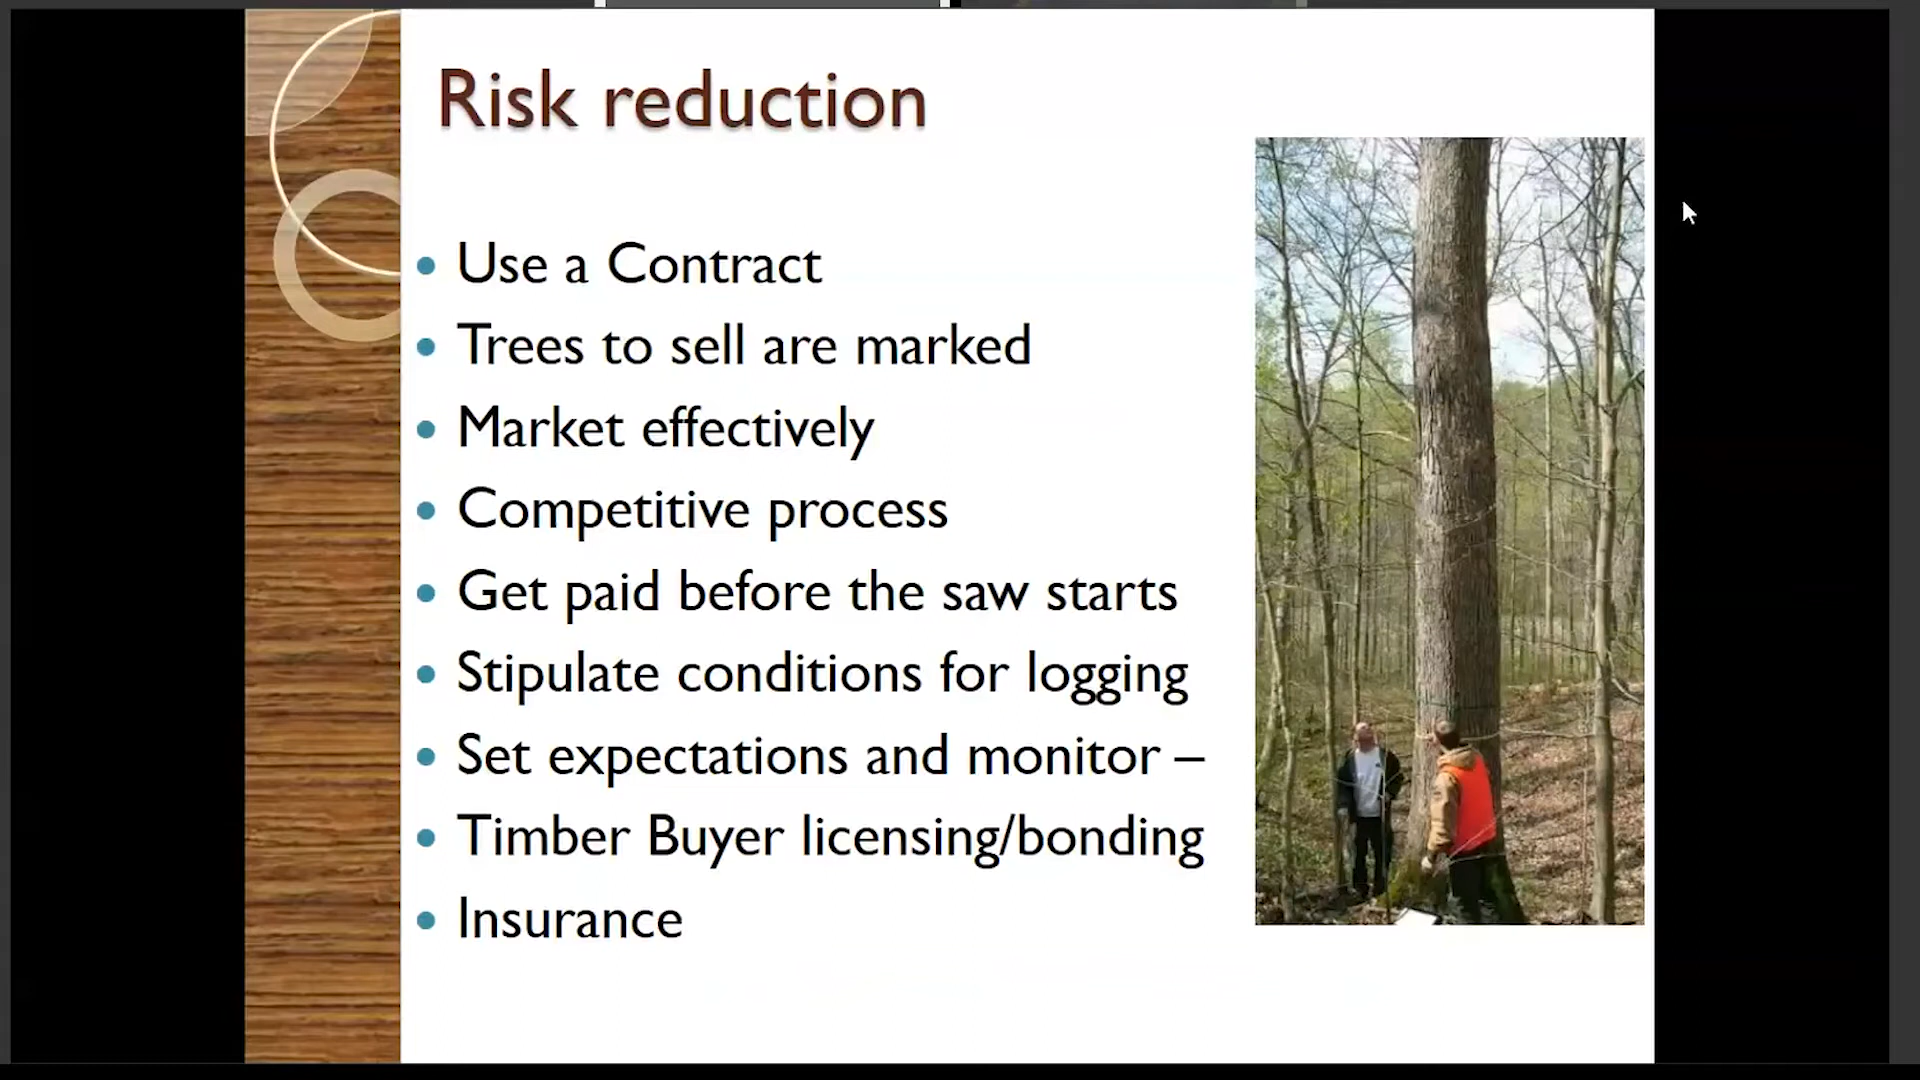 Risk reduction
• Use a Contract
• Trees to sell are marked
• Market effectively
• Competitive process
• Get paid before the saw starts
• Stipulate conditions for logging
• Set expectations and monitor –
• Timber Buyer licensing/bonding
• Insurance